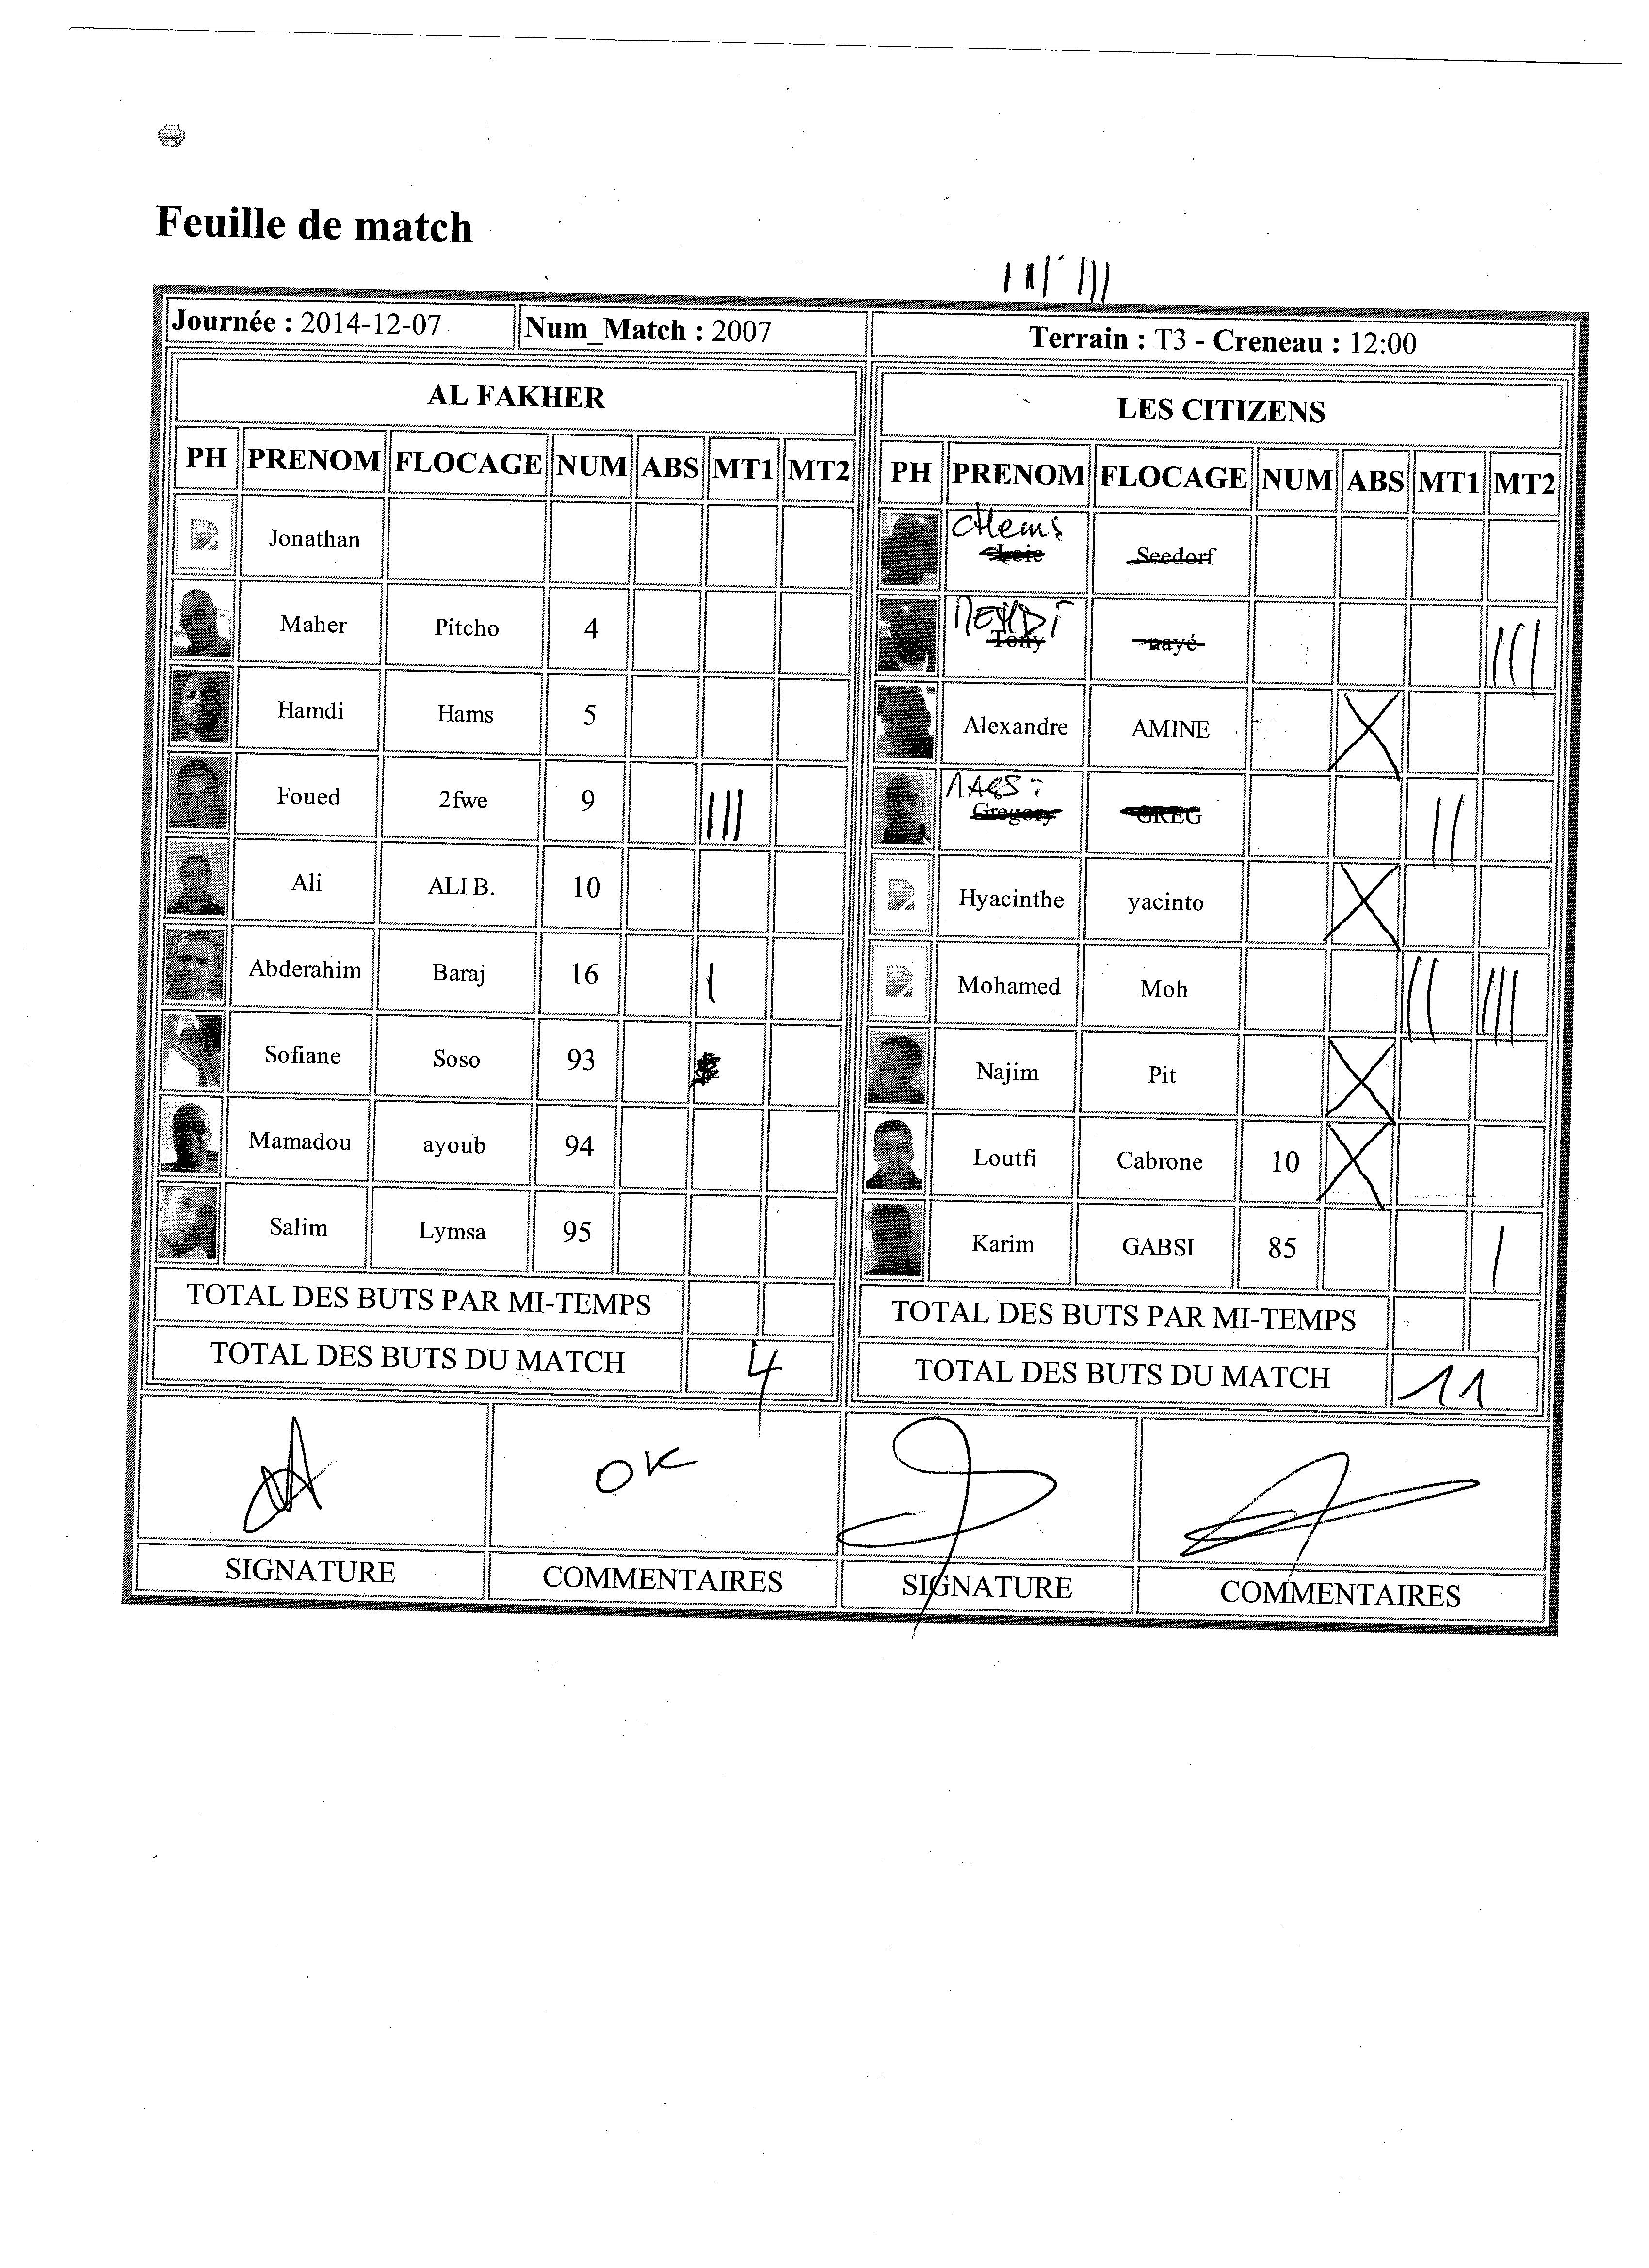 Feuille de match
Journée : 2014-12-07 Num_Match : 2007 Terrain : T3 - Creneau : 12:00
AL FAKHER LES CITIZENS
PH PRENOM FLOCAGE NUM ABS MT1 MT2 PH PRENOM FLOCAGE NUM ABS MT1 MT2
CHems
Jonathan Loic Seedorf
MEHDI
Maher Pitcho 4 Tony nayé III
Hamdi Hams 5 Alexandre AMINE X
Foued 2fwe 9 III Gregory GREG II
Ali ALI B. 10 Hyacinthe yacinto X
Abderahim Baraj 16 I Mohamed Moh II III
Sofiane Soso 93 Najim Pit X
Mamadou ayoub 94 Loutfi Cabrone 10 X
Salim Lymsa 95 Karim GABSI 85 I
TOTAL DES BUTS PAR MI-TEMPS TOTAL DES BUTS PAR MI-TEMPS
TOTAL DES BUTS DU MATCH 4 TOTAL DES BUTS DU MATCH 11
OK
SIGNATURE COMMENTAIRES SIGNATURE COMMENTAIRES